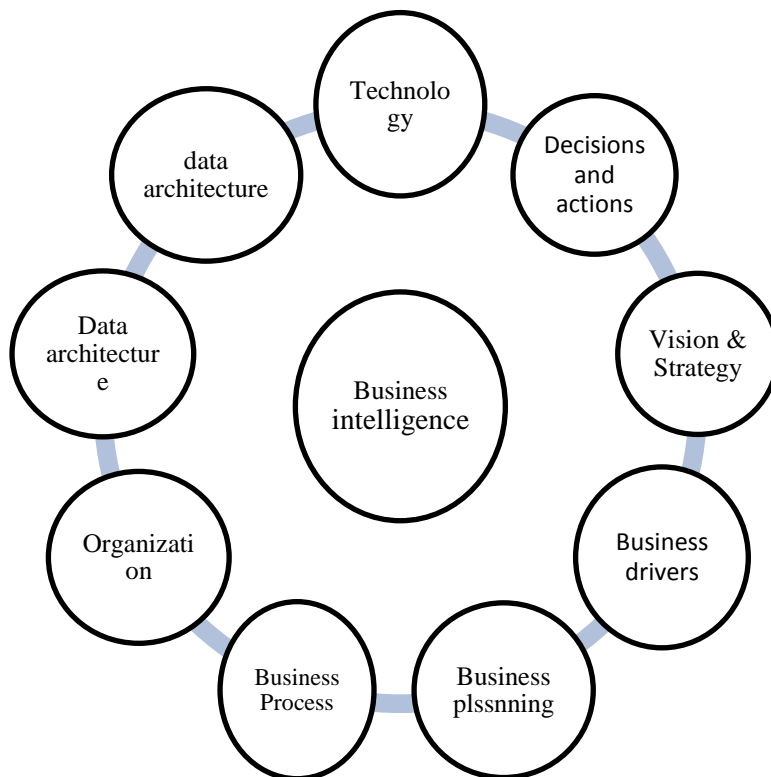 Technolo
gy
Decisions
and
actions
Vision &
Strategy
Business
drivers
Business
plssnning
Business
Process
Organizati
on
Data
architectur
e
data
architecture
Business
intelligence